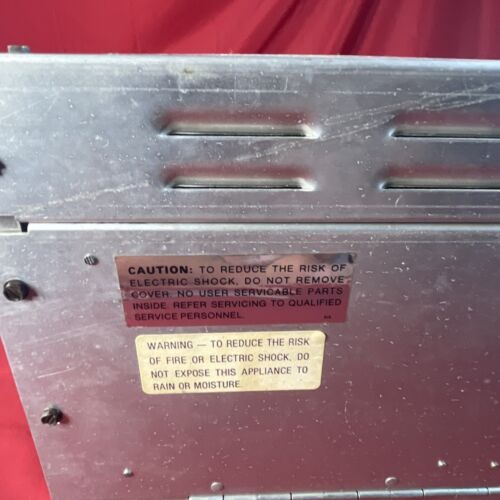 CAUTION: TO REDUCE THE RISK OF
ELECTRIC SHOCK, DO NOT REMOVE
COVER. NO USER SERVICABLE PARTS
INSIDE. REFER SERVICING TO QUALIFIED
SERVICE PERSONNEL.
WARNING — TO REDUCE THE RISK
OF FIRE OR ELECTRIC SHOCK, DO
NOT EXPOSE THIS APPLIANCE TO
RAIN OR MOISTURE.